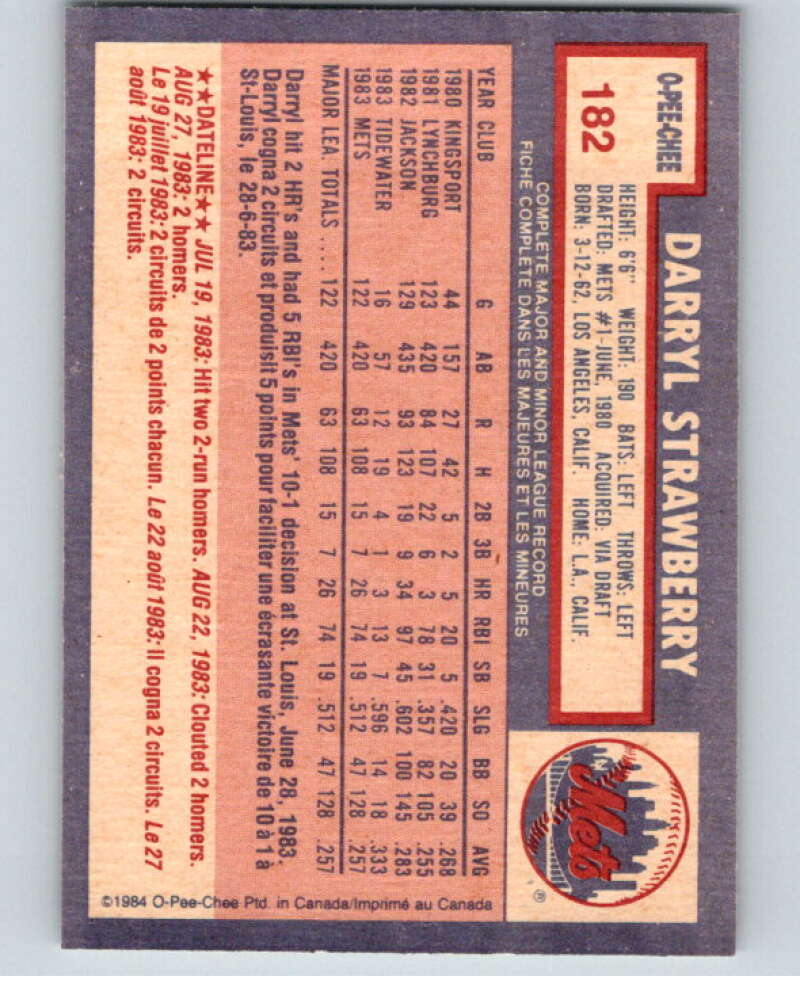 O-PEE-CHEE
182
DARRYL STRAWBERRY
HEIGHT: 6'6" WEIGHT: 190 BATS: LEFT THROWS: LEFT
DRAFTED: METS #1-JUNE, 1980 ACQUIRED: VIA DRAFT
BORN: 3-12-62, LOS ANGELES, CALIF. HOME: L.A., CALIF.
Mets
®
COMPLETE MAJOR AND MINOR LEAGUE RECORD
FICHE COMPLETE DANS LES MAJEURES ET LES MINEURES
YEAR CLUB G AB R H 2B 3B HR RBI SB SLG BB SO AVG
1980 KINGSPORT 44 157 27 42 5 2 5 20 5 .420 20 39 .268
1981 LYNCHBURG 123 420 84 107 22 6 3 78 31 .357 82 105 .255
1982 JACKSON 129 435 93 123 19 9 34 97 45 .602 100 145 .283
1983 TIDEWATER 16 57 12 19 4 1 3 13 7 .596 14 18 .333
1983 METS 122 420 63 108 15 7 26 74 19 .512 47 128 .257
MAJOR LEA. TOTALS .... 122 420 63 108 15 7 26 74 19 .512 47 128 .257
Darryl hit 2 HR's and had 5 RBI's in Mets' 10-1 decision at St. Louis, June 28, 1983.
Darryl cogna 2 circuits et produisit 5 points pour faciliter une écrasante victoire de 10 à 1 à
St-Louis, le 28-6-83.
★★DATELINE★★ JUL 19, 1983: Hit two 2-run homers. AUG 22, 1983: Clouted 2 homers.
AUG 27, 1983: 2 homers.
Le 19 juillet 1983: 2 circuits de 2 points chacun. Le 22 août 1983: Il cogna 2 circuits. Le 27
août 1983: 2 circuits.
©1984 O-Pee-Chee Ptd. in Canada/Imprimé au Canada